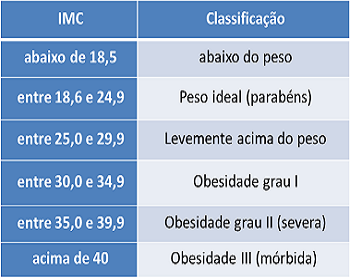 IMC Classificação
abaixo de 18,5 abaixo do peso
entre 18,6 e 24,9 Peso ideal (parabéns)
entre 25,0 e 29,9 Levemente acima do peso
entre 30,0 e 34,9 Obesidade grau I
entre 35,0 e 39,9 Obesidade grau II (severa)
acima de 40 Obesidade III (mórbida)